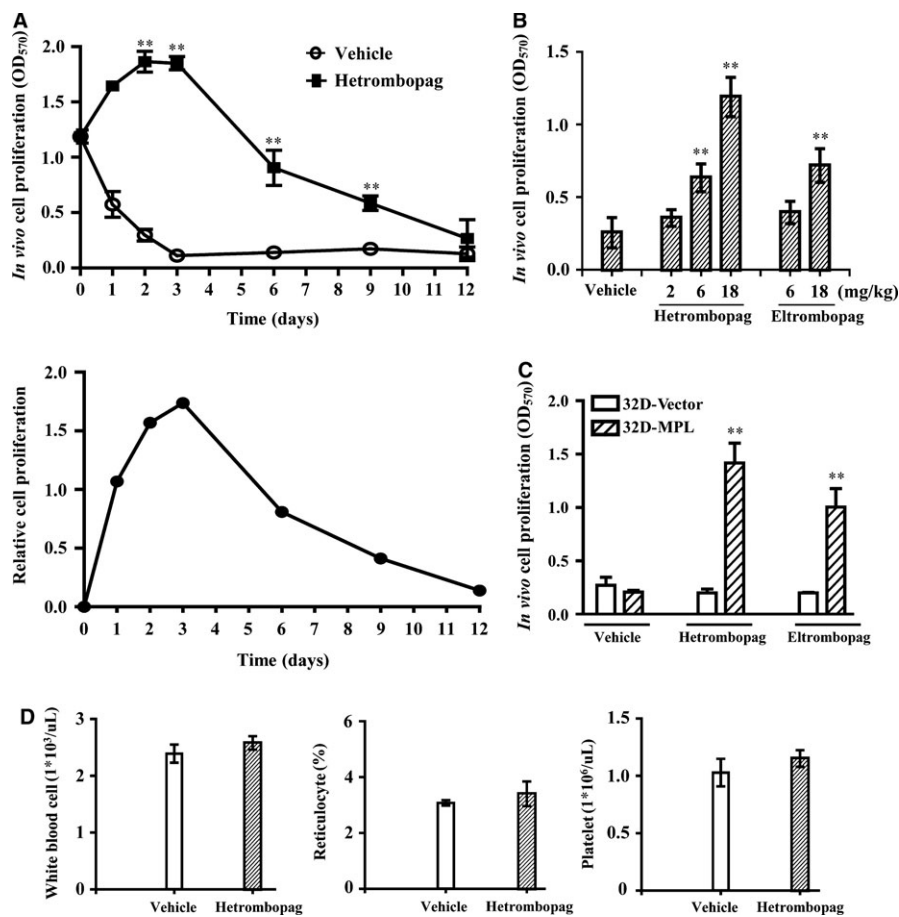 A
In vivo cell proliferation (OD570)
2.0
1.5
1.0
0.5
0.0
** **
**
**
Vehicle
Hetrombopag
0 1 2 3 4 5 6 7 8 9 10 11 12
Time (days)
Relative cell proliferation
2.0
1.5
1.0
0.5
0.0
0 1 2 3 4 5 6 7 8 9 10 11 12
Time (days)
B
In vivo cell proliferation (OD570)
1.5
1.0
0.5
0.0
**
**
**
Vehicle 2 6 18 6 18 (mg/kg)
Hetrombopag Eltrombopag
C
In vivo cell proliferation (OD570)
2.0
1.5
1.0
0.5
0.0
32D-Vector
32D-MPL
**
**
Vehicle Hetrombopag Eltrombopag
D
White blood cell (1*10³/uL)
3
2
1
0
Vehicle Hetrombopag
Reticulocyte (%)
6
4
2
0
Vehicle Hetrombopag
Platelet (1*10⁶/uL)
1.5
1.0
0.5
0
Vehicle Hetrombopag